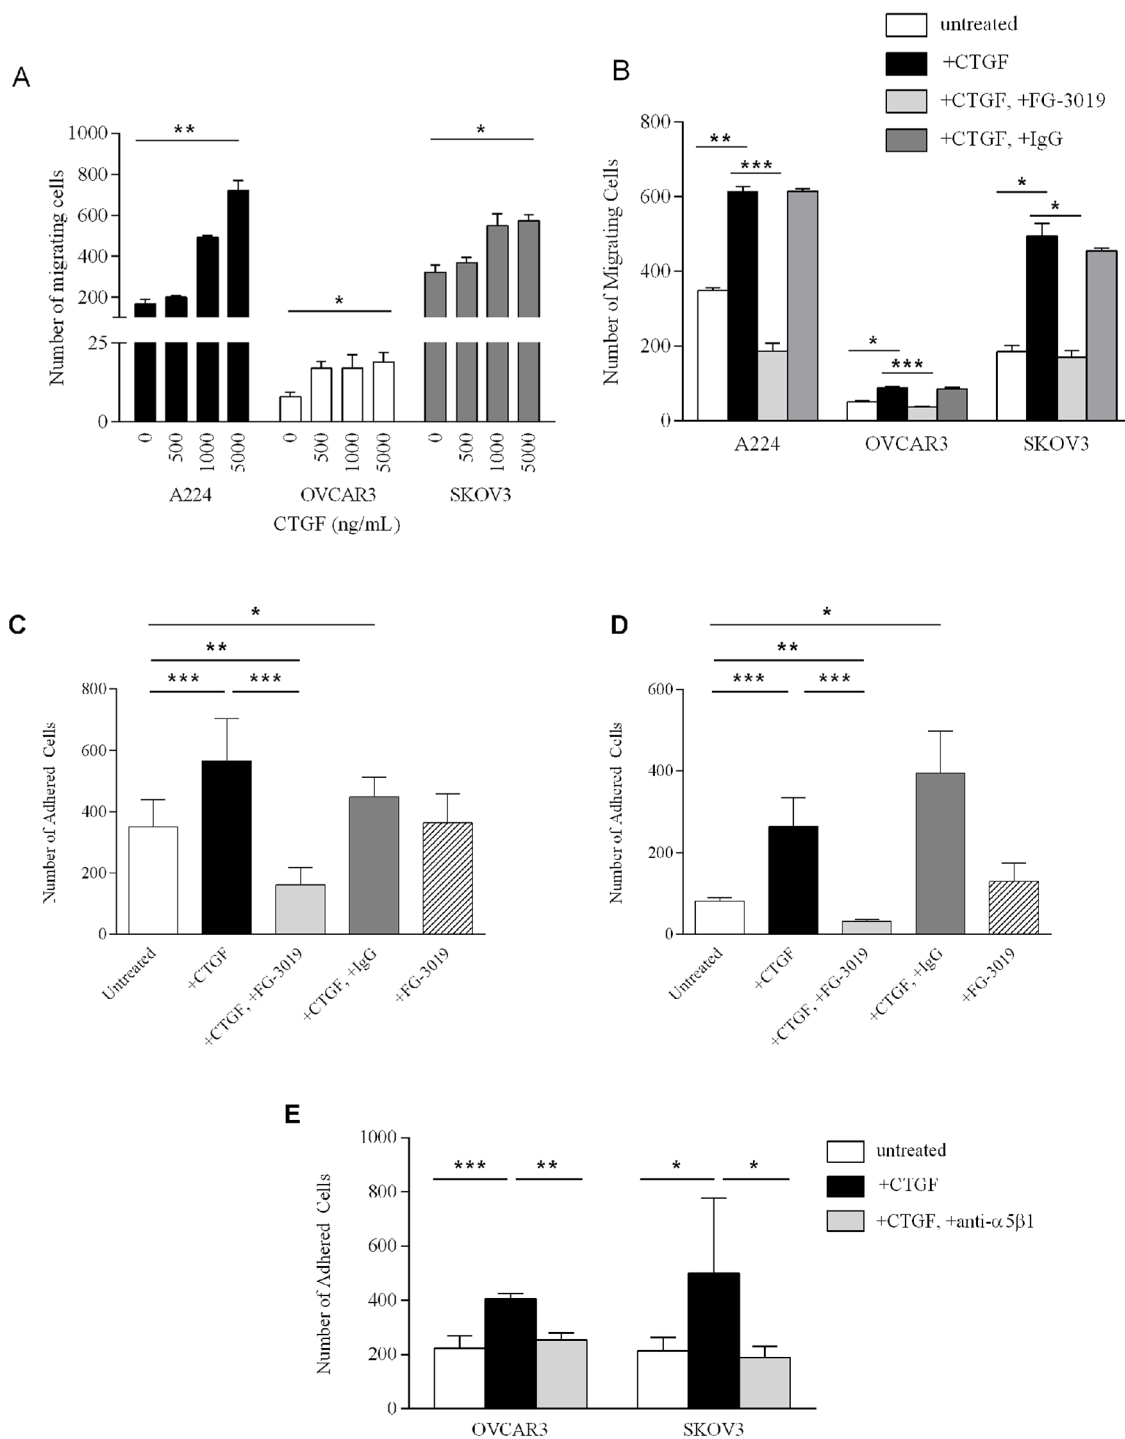 untreated
+CTGF
+CTGF, +FG-3019
+CTGF, +IgG
A
Number of migrating cells
1000
800
600
400
200
25
0
**
*
*
0
500
1000
5000
0
500
1000
5000
0
500
1000
5000
A224
OVCAR3
SKOV3
CTGF (ng/mL)
B
Number of Migrating Cells
800
600
400
200
0
**
***
*
***
*
*
A224
OVCAR3
SKOV3
C
Number of Adhered Cells
800
600
400
200
0
*
**
***
***
Untreated
+CTGF
+CTGF, +FG-3019
+CTGF, +IgG
+FG-3019
D
Number of Adhered Cells
600
400
200
0
*
**
***
***
Untreated
+CTGF
+CTGF, +FG-3019
+CTGF, +IgG
+FG-3019
E
Number of Adhered Cells
1000
800
600
400
200
0
***
**
*
*
OVCAR3
SKOV3
untreated
+CTGF
+CTGF, +anti-α5β1